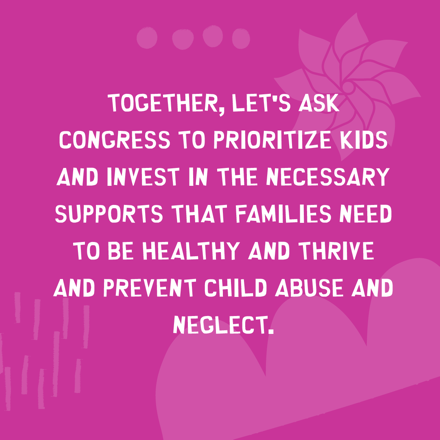 TOGETHER, LET'S ASK
CONGRESS TO PRIORITIZE KIDS
AND INVEST IN THE NECESSARY
SUPPORTS THAT FAMILIES NEED
TO BE HEALTHY AND THRIVE
AND PREVENT CHILD ABUSE AND
NEGLECT.